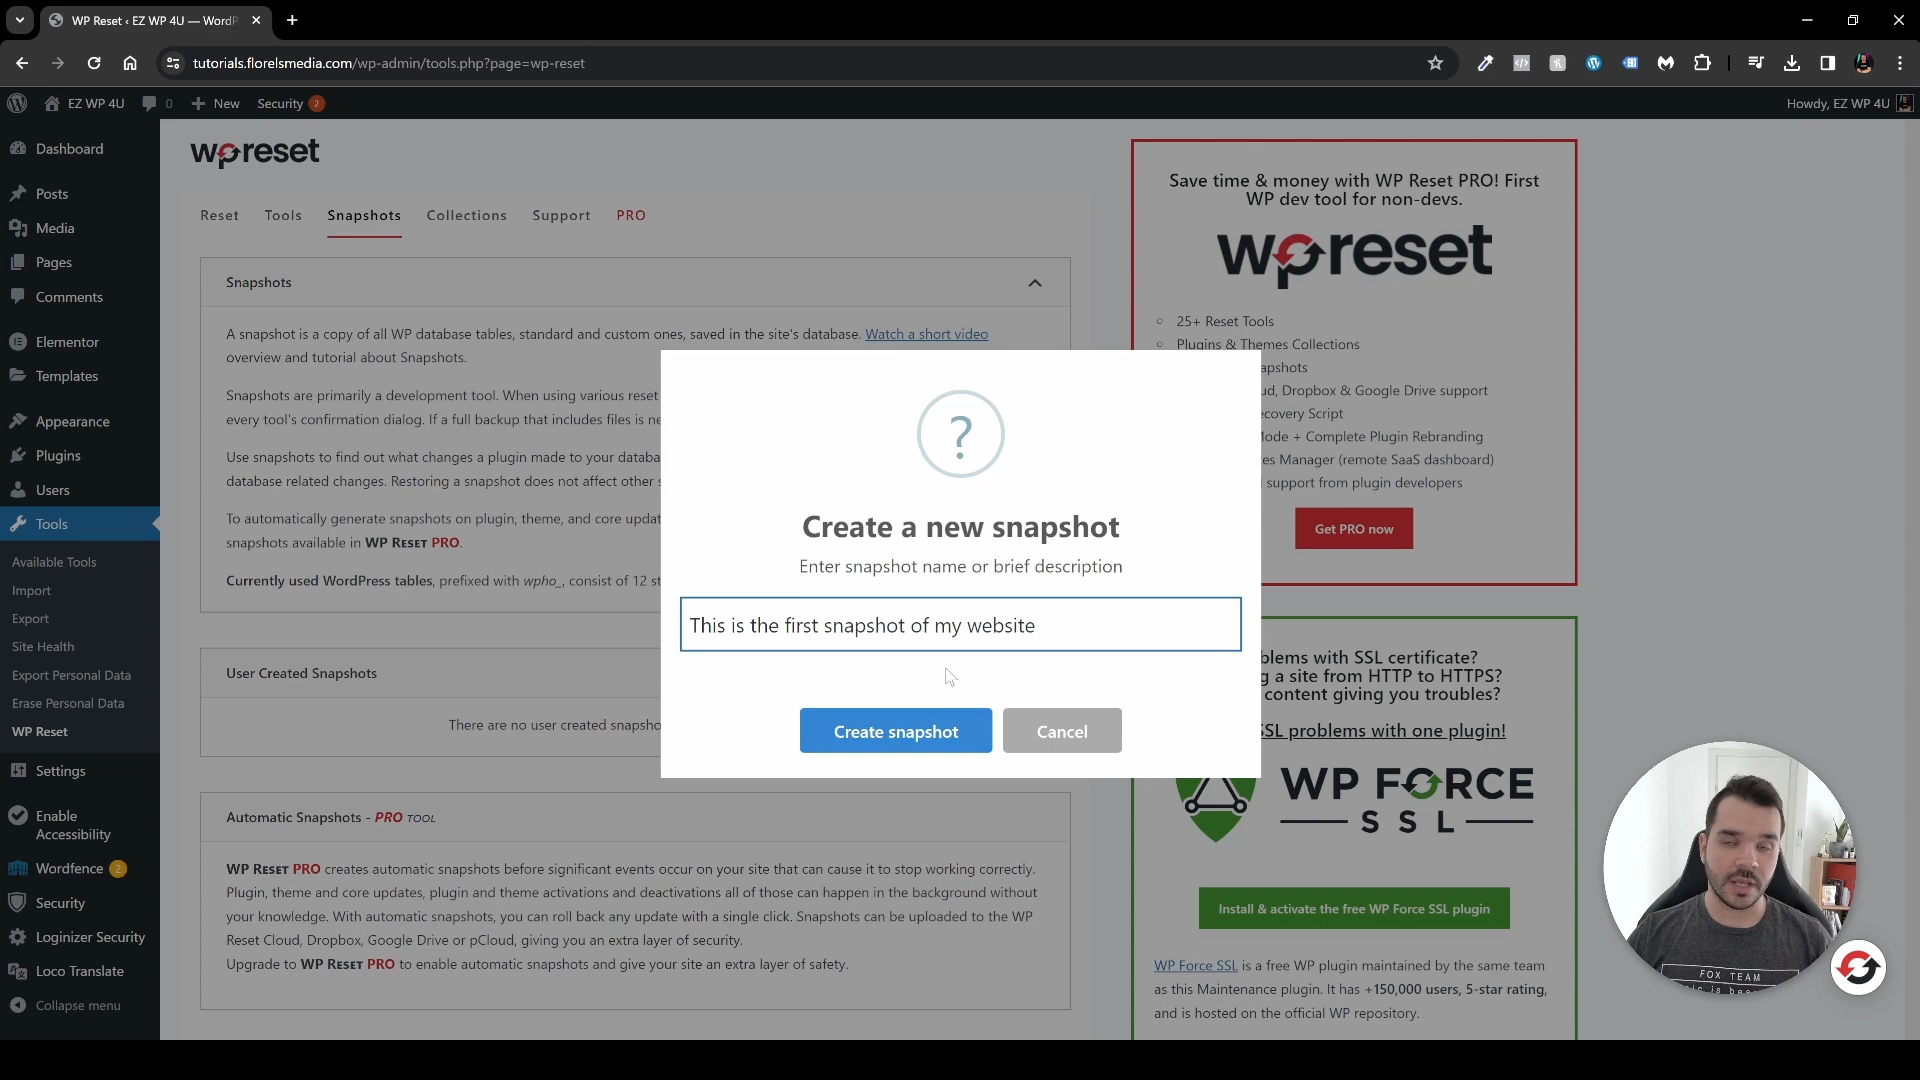 WP Reset ‹ EZ WP 4U — WordP
tutorials.florelsmedia.com/wp-admin/tools.php?page=wp-reset
EZ WP 4U
0
New
Security 2
Howdy, EZ WP 4U
Dashboard
Posts
Media
Pages
Comments
Elementor
Templates
Appearance
Plugins
Users
Tools
Available Tools
Import
Export
Site Health
Export Personal Data
Erase Personal Data
WP Reset
Settings
Enable
Accessibility
Wordfence 2
Security
Loginizer Security
Loco Translate
Collapse menu
wpreset
Reset Tools Snapshots Collections Support PRO
Snapshots
A snapshot is a copy of all WP database tables, standard and custom ones, saved in the site's database. Watch a short video
overview and tutorial about Snapshots.
Snapshots are primarily a development tool. When using various reset
every tool's confirmation dialog. If a full backup that includes files is
Use snapshots to find out what changes a plugin made to your
database related changes. Restoring a snapshot does not affect other
To automatically generate snapshots on plugin, theme, and core
snapshots available in WP RESET PRO.
Currently used WordPress tables, prefixed with wpho_, consist of 12
User Created Snapshots
There are no user created
Automatic Snapshots - PRO TOOL
WP RESET PRO creates automatic snapshots before significant events occur on your site that can cause it to stop working correctly.
Plugin, theme and core updates, plugin and theme activations and deactivations all of those can happen in the background without
your knowledge. With automatic snapshots, you can roll back any update with a single click. Snapshots can be uploaded to the WP
Reset Cloud, Dropbox, Google Drive or pCloud, giving you an extra layer of security.
Upgrade to WP RESET PRO to enable automatic snapshots and give your site an extra layer of safety.
?
Create a new snapshot
Enter snapshot name or brief description
This is the first snapshot of my website
Create snapshot
Cancel
Save time & money with WP Reset PRO! First
WP dev tool for non-devs.
wpreset
25+ Reset Tools
Plugins & Themes Collections
apshots
ud, Dropbox & Google Drive support
ecovery Script
Mode + Complete Plugin Rebranding
es Manager (remote SaaS dashboard)
support from plugin developers
Get PRO now
blems with SSL certificate?
g a site from HTTP to HTTPS?
content giving you troubles?
SSL problems with one plugin!
WP FORCE
SSL
Install & activate the free WP Force SSL plugin
WP Force SSL is a free WP plugin maintained by the same team
as this Maintenance plugin. It has +150,000 users, 5-star rating,
and is hosted on the official WP repository.
FOX TEAM